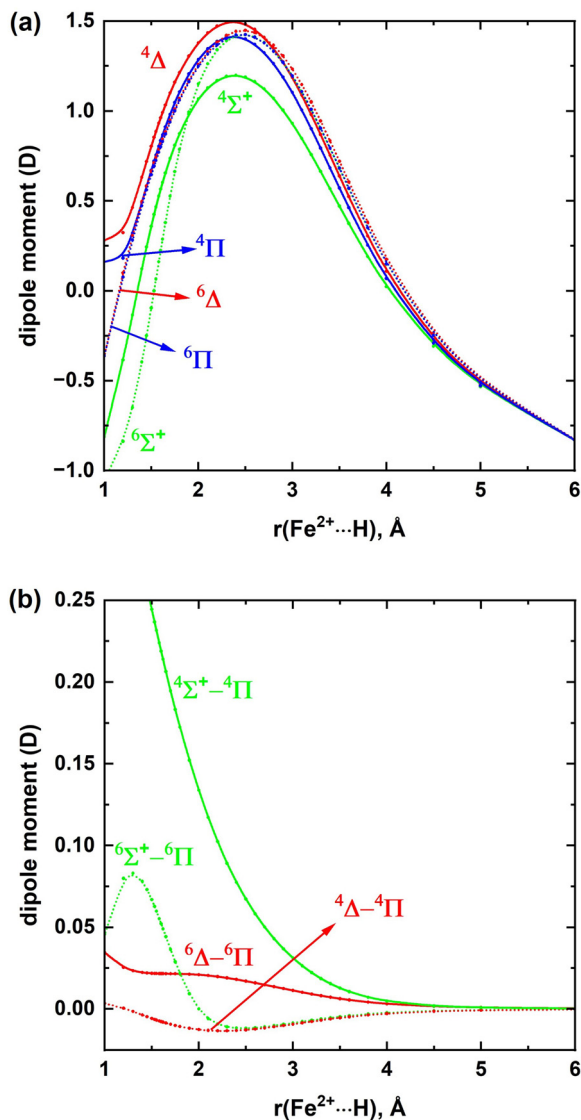 (a)
1.5
1.0
0.5
0.0
−0.5
−1.0
dipole moment (D)
⁴Δ
⁴Σ⁺
⁴Π
⁶Δ
⁶Π
⁶Σ⁺
1 2 3 4 5 6
r(Fe²⁺···H), Å
(b)
0.25
0.20
0.15
0.10
0.05
0.00
dipole moment (D)
⁴Σ⁺−⁴Π
⁶Σ⁺−⁶Π
⁴Δ−⁴Π
⁶Δ−⁶Π
1 2 3 4 5 6
r(Fe²⁺···H), Å